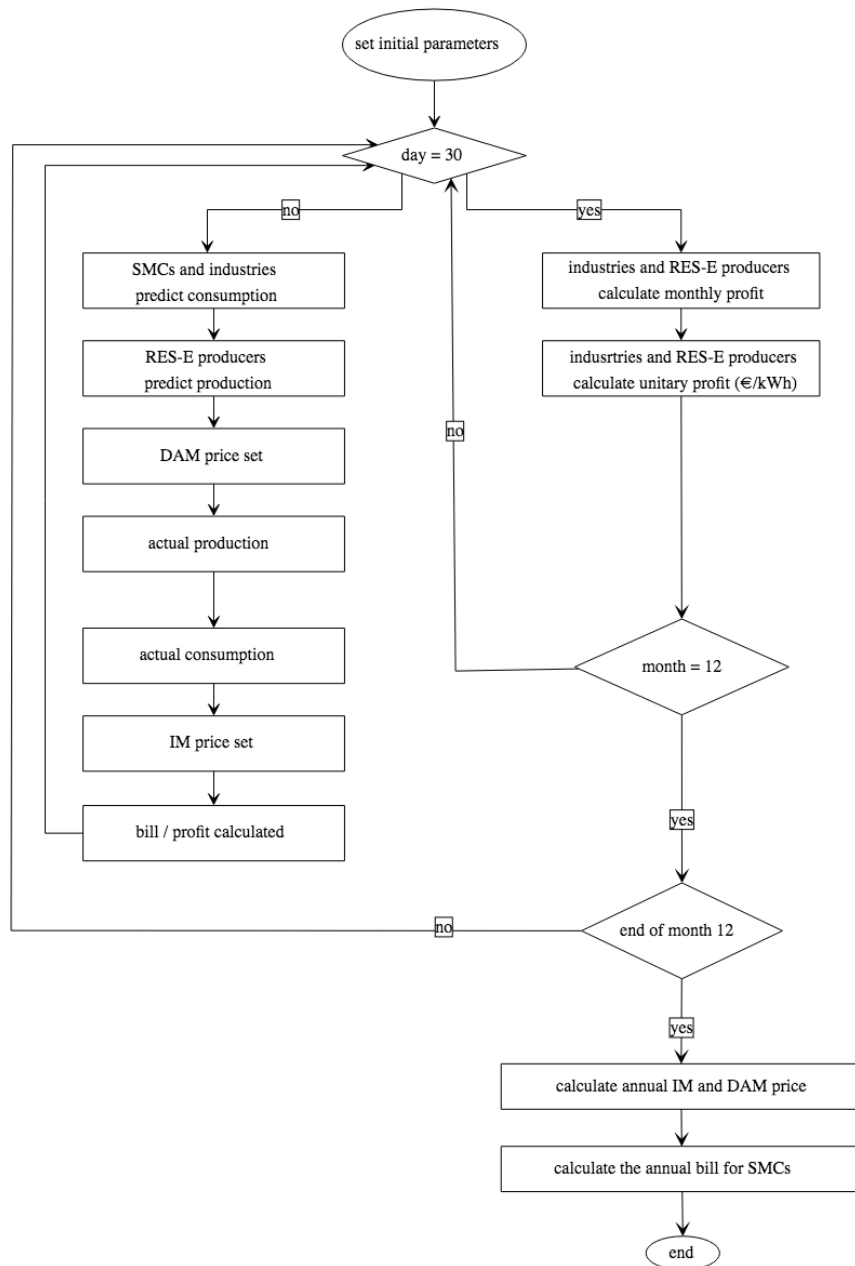 set initial parameters
day = 30
no
yes
SMCs and industries
predict consumption
RES-E producers
predict production
DAM price set
actual production
actual consumption
IM price set
bill / profit calculated
industries and RES-E producers
calculate monthly profit
indusrtries and RES-E producers
calculate unitary profit (€/kWh)
no
month = 12
yes
no
end of month 12
yes
calculate annual IM and DAM price
calculate the annual bill for SMCs
end